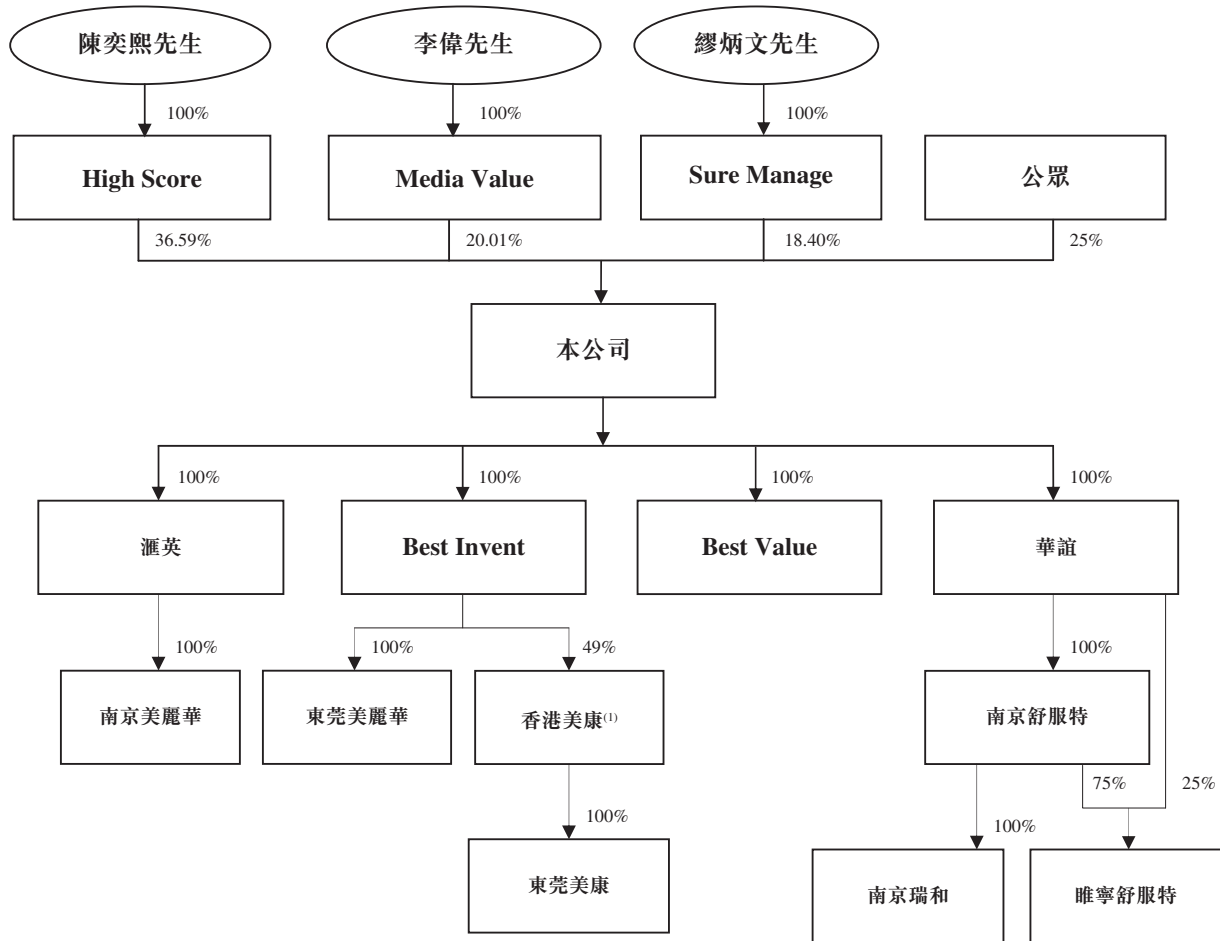 陳奕熙先生
李偉先生
繆炳文先生
100%
100%
100%
High Score
Media Value
Sure Manage
公眾
36.59%
20.01%
18.40%
25%
本公司
100%
100%
100%
100%
滙英
Best Invent
Best Value
華誼
100%
100%
49%
100%
南京美麗華
東莞美麗華
香港美康(1)
南京舒服特
75%
25%
100%
100%
東莞美康
南京瑞和
睢寧舒服特